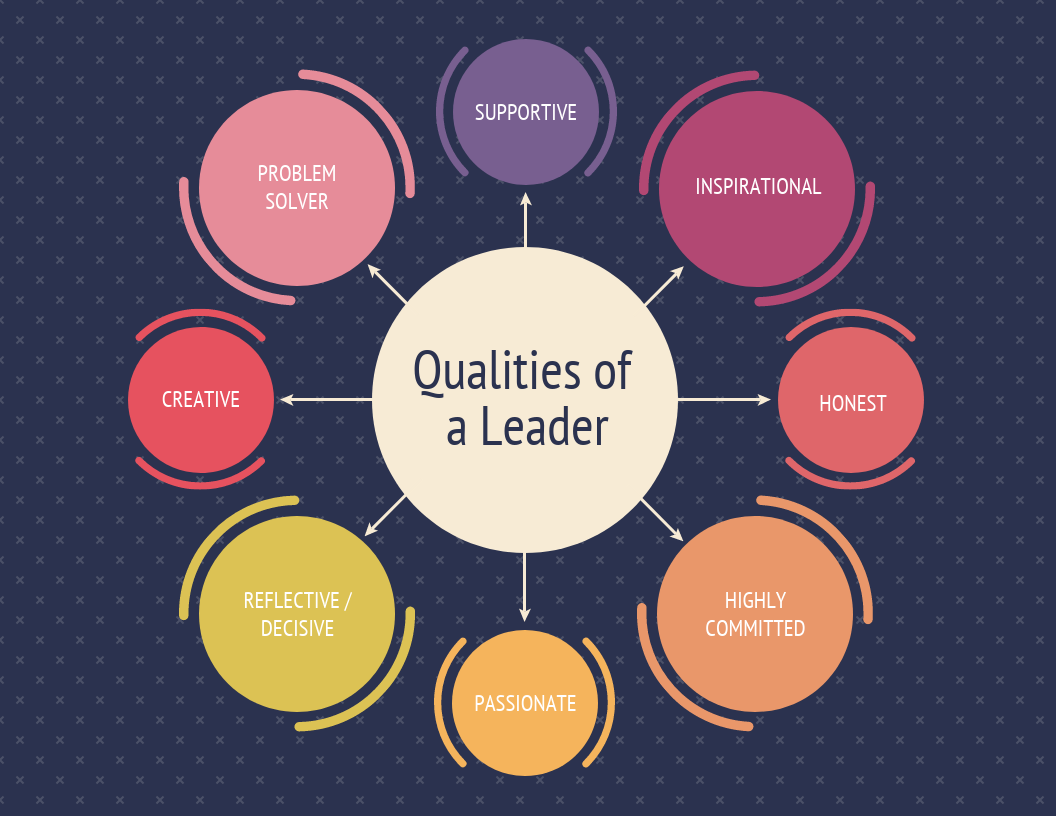 Qualities of
a Leader
SUPPORTIVE
INSPIRATIONAL
HONEST
HIGHLY
COMMITTED
PASSIONATE
REFLECTIVE /
DECISIVE
CREATIVE
PROBLEM
SOLVER